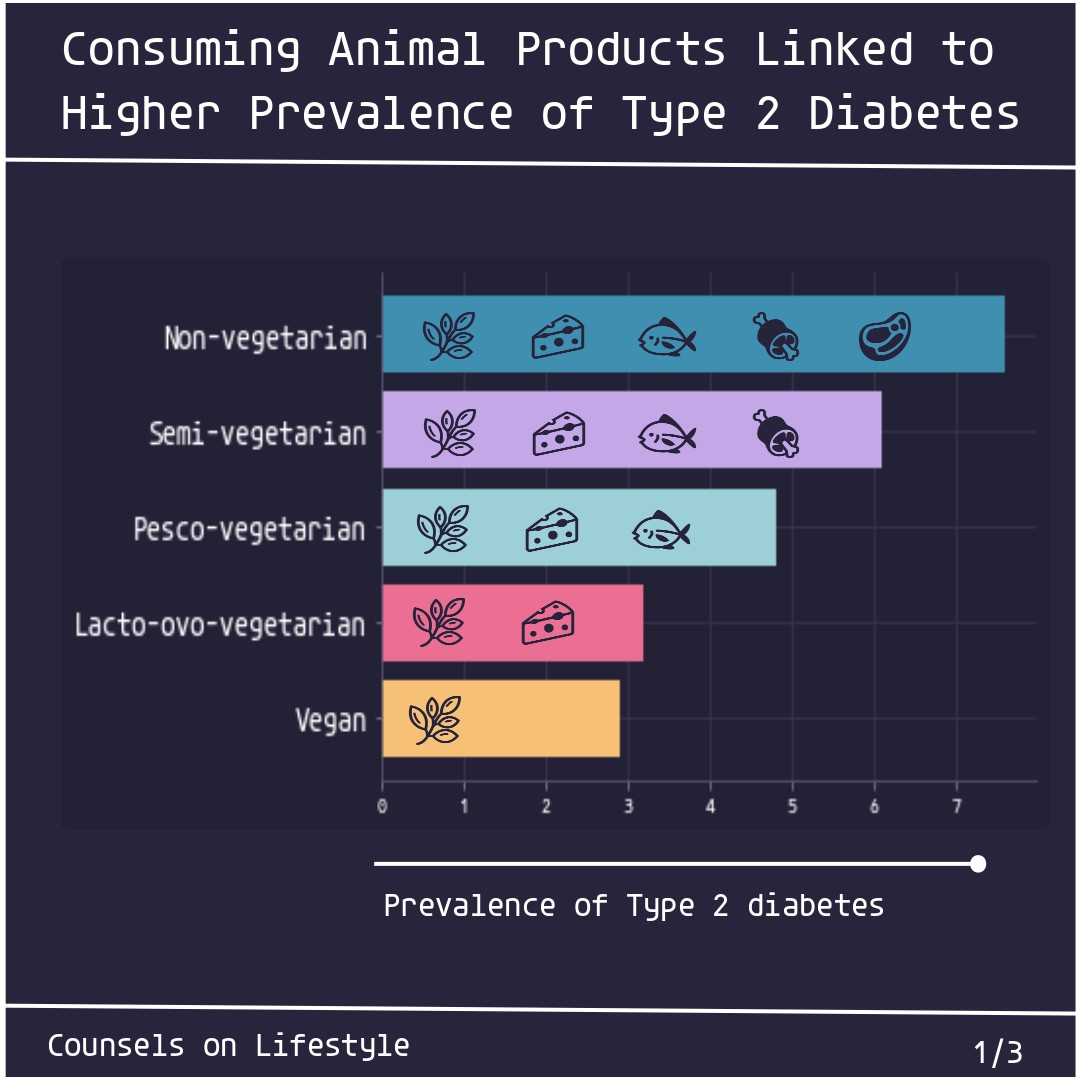 Consuming Animal Products Linked to
Higher Prevalence of Type 2 Diabetes
Non-vegetarian
Semi-vegetarian
Pesco-vegetarian
Lacto-ovo-vegetarian
Vegan
0 1 2 3 4 5 6 7
Prevalence of Type 2 diabetes
Counsels on Lifestyle
1/3